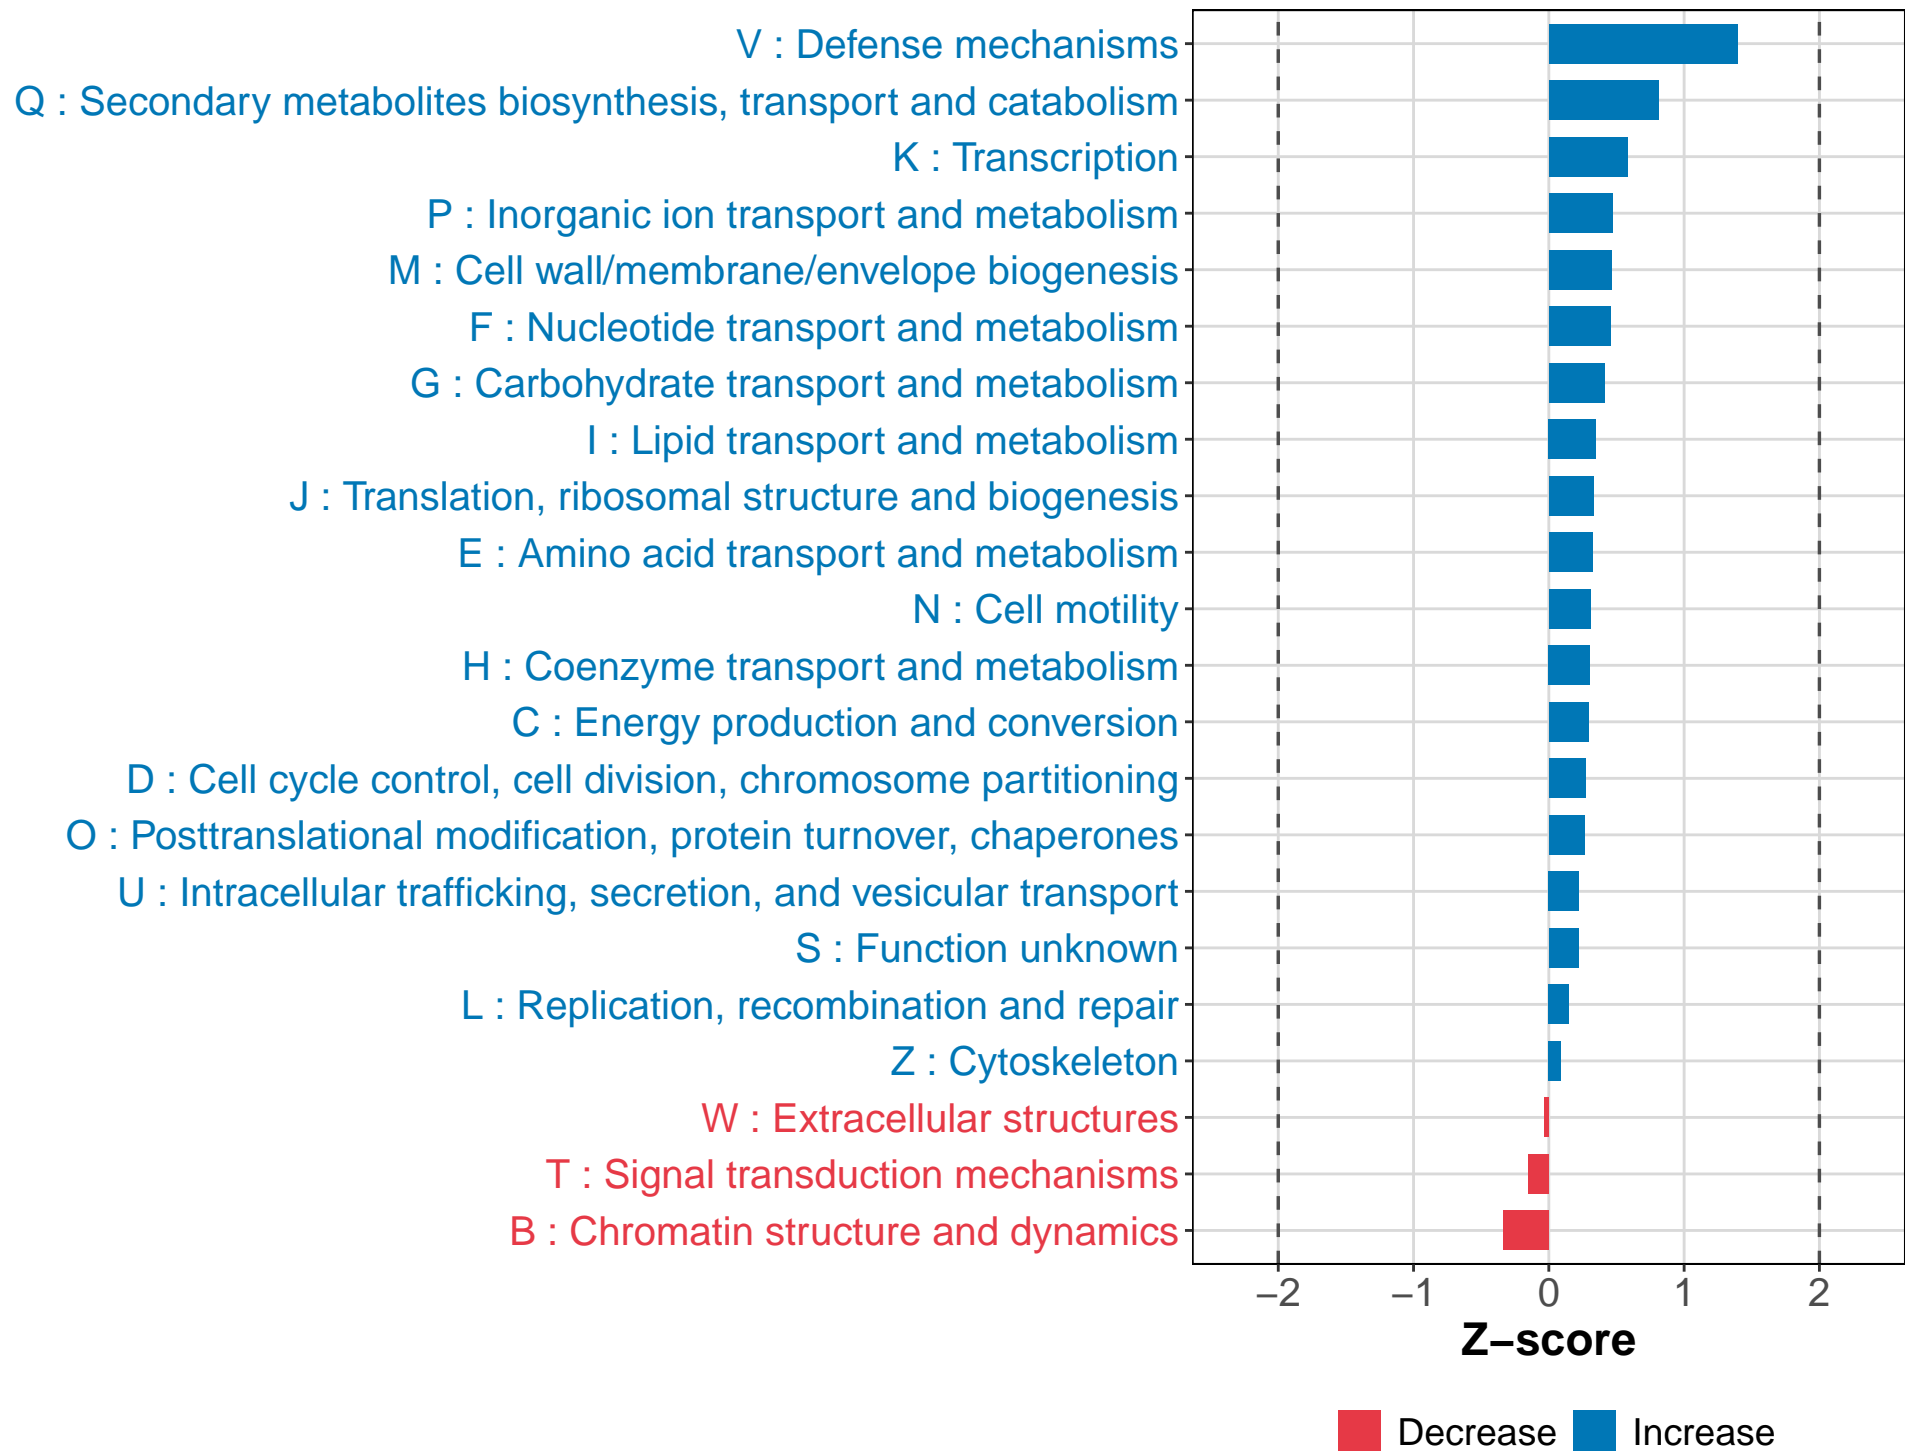 V : Defense mechanisms
Q : Secondary metabolites biosynthesis, transport and catabolism
K : Transcription
P : Inorganic ion transport and metabolism
M : Cell wall/membrane/envelope biogenesis
F : Nucleotide transport and metabolism
G : Carbohydrate transport and metabolism
I : Lipid transport and metabolism
J : Translation, ribosomal structure and biogenesis
E : Amino acid transport and metabolism
N : Cell motility
H : Coenzyme transport and metabolism
C : Energy production and conversion
D : Cell cycle control, cell division, chromosome partitioning
O : Posttranslational modification, protein turnover, chaperones
U : Intracellular trafficking, secretion, and vesicular transport
S : Function unknown
L : Replication, recombination and repair
Z : Cytoskeleton
W : Extracellular structures
T : Signal transduction mechanisms
B : Chromatin structure and dynamics
−2 −1 0 1 2
Z−score
Decrease Increase